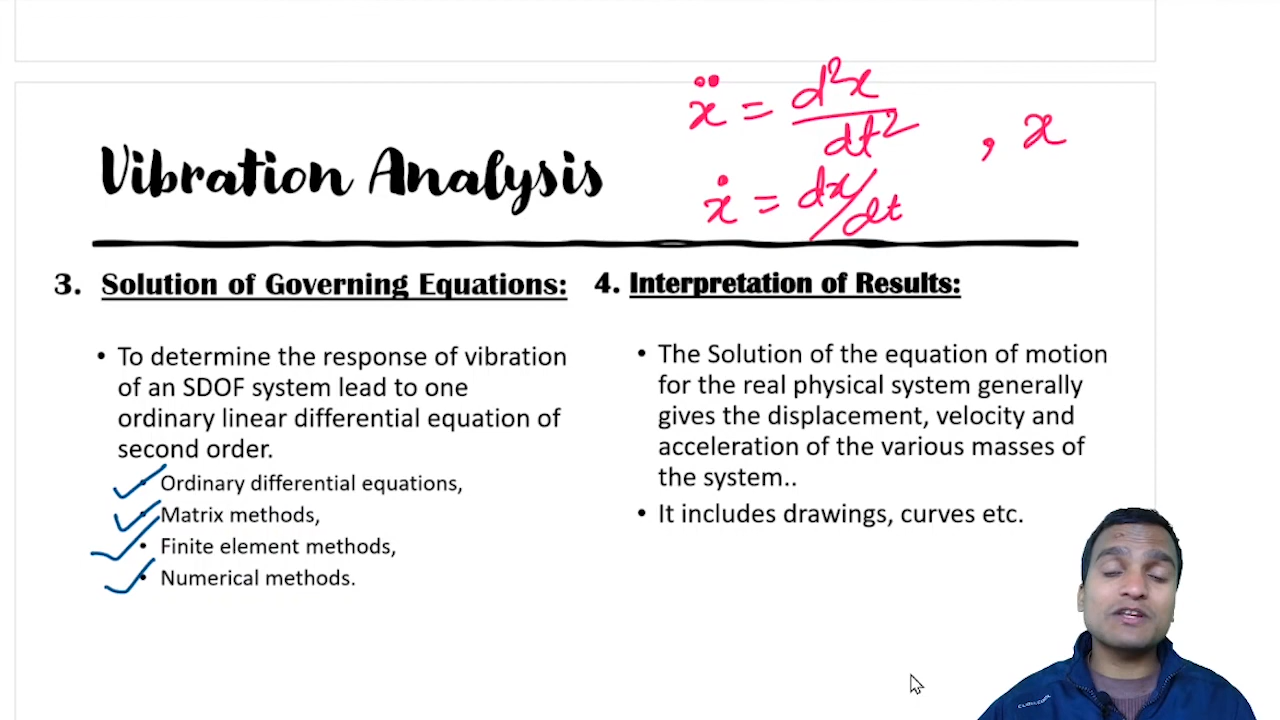 ẍ = d²x/dt² , x
ẋ = dx/dt
Vibration Analysis
3. Solution of Governing Equations:
• To determine the response of vibration
of an SDOF system lead to one
ordinary linear differential equation of
second order.
• Ordinary differential equations,
• Matrix methods,
• Finite element methods,
• Numerical methods.
4. Interpretation of Results:
• The Solution of the equation of motion
for the real physical system generally
gives the displacement, velocity and
acceleration of the various masses of
the system..
• It includes drawings, curves etc.